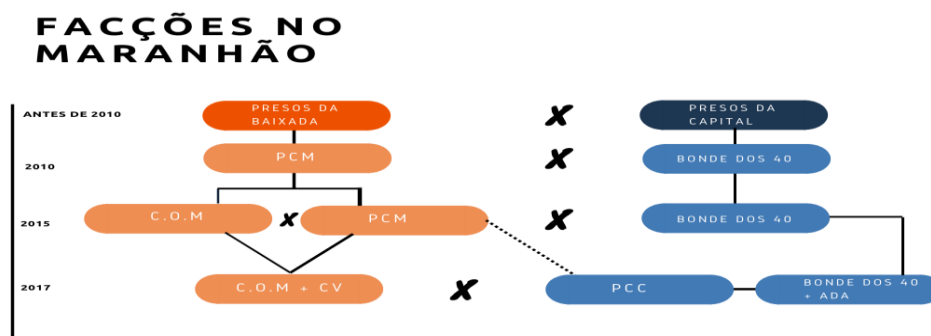 FACÇÕES NO
MARANHÃO
ANTES DE 2010
PRESOS DA
BAIXADA
X
PRESOS DA
CAPITAL
2010
PCM
X
BONDE DOS 40
2015
C.O.M
X
PCM
X
BONDE DOS 40
2017
C.O.M + CV
X
PCC
BONDE DOS 40
+ ADA